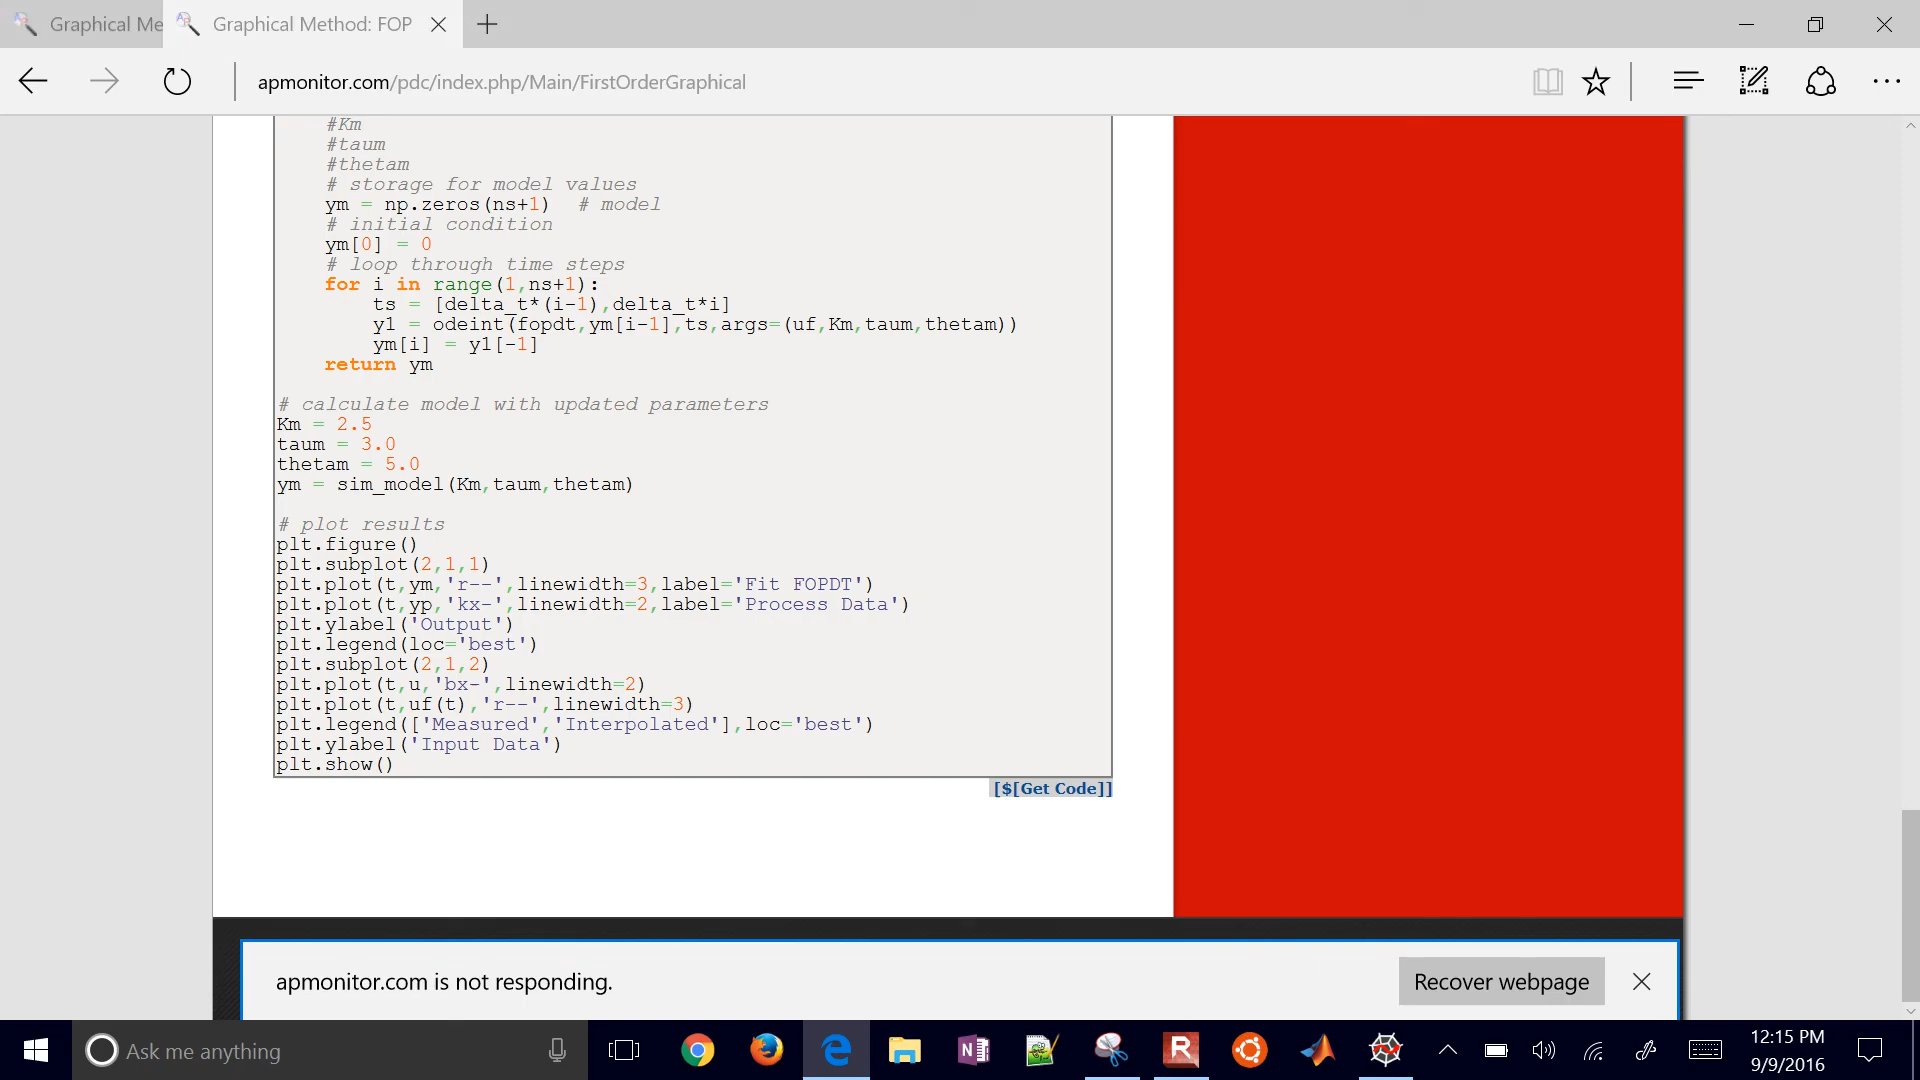 Graphical Me
Graphical Method: FOP
apmonitor.com/pdc/index.php/Main/FirstOrderGraphical
#Km
#taum
#thetam
# storage for model values
ym = np.zeros(ns+1)  # model
# initial condition
ym[0] = 0
# loop through time steps
for i in range(1,ns+1):
ts = [delta_t*(i-1),delta_t*i]
y1 = odeint(fopdt,ym[i-1],ts,args=(uf,Km,taum,thetam))
ym[i] = y1[-1]
return ym
# calculate model with updated parameters
Km = 2.5
taum = 3.0
thetam = 5.0
ym = sim_model(Km,taum,thetam)
# plot results
plt.figure()
plt.subplot(2,1,1)
plt.plot(t,ym,'r--',linewidth=3,label='Fit FOPDT')
plt.plot(t,yp,'kx-',linewidth=2,label='Process Data')
plt.ylabel('Output')
plt.legend(loc='best')
plt.subplot(2,1,2)
plt.plot(t,u,'bx-',linewidth=2)
plt.plot(t,uf(t),'r--',linewidth=3)
plt.legend(['Measured','Interpolated'],loc='best')
plt.ylabel('Input Data')
plt.show()
[$[Get Code]]
apmonitor.com is not responding.
Recover webpage
Ask me anything
12:15 PM
9/9/2016